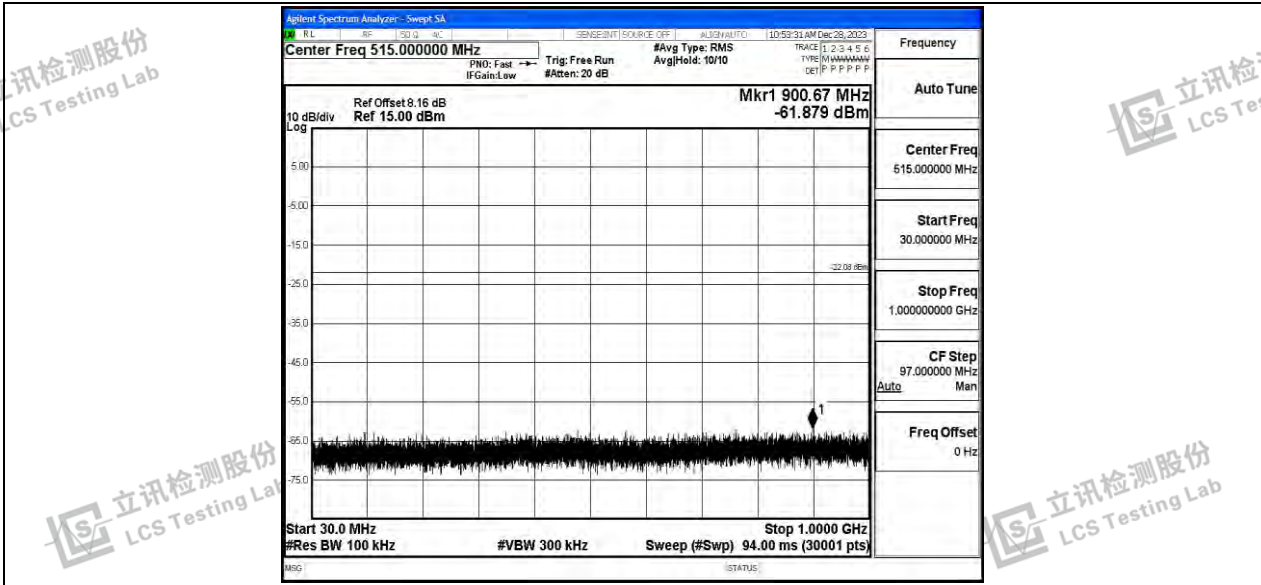 Agilent Spectrum Analyzer - Swept SA
RL RF 50 Ω AC SENSE:INT SOURCE OFF ALIGN AUTO 10:53:31 AM Dec 28, 2023
Center Freq 515.000000 MHz
PNO: Fast
IFGain:Low
Trig: Free Run
#Atten: 20 dB
#Avg Type: RMS
Avg|Hold: 10/10
TRACE 1 2 3 4 5 6
TYPE M WWWWW
DET P P P P P P
Ref Offset 8.16 dB
10 dB/div Ref 15.00 dBm
Log
Mkr1 900.67 MHz
-61.879 dBm
5.00
-5.00
-15.0
-22.08 dBm
-25.0
-35.0
-45.0
-55.0
1
-65.0
-75.0
Start 30.0 MHz Stop 1.0000 GHz
#Res BW 100 kHz #VBW 300 kHz Sweep (#Swp) 94.00 ms (30001 pts)
MSG STATUS
Frequency
Auto Tune
Center Freq
515.000000 MHz
Start Freq
30.000000 MHz
Stop Freq
1.000000000 GHz
CF Step
97.000000 MHz
Auto Man
Freq Offset
0 Hz
立讯检测股份
LCS Testing Lab
立讯检
LCS Tes
立讯检测股份
LCS Testing Lab
立讯检测股份
LCS Testing Lab